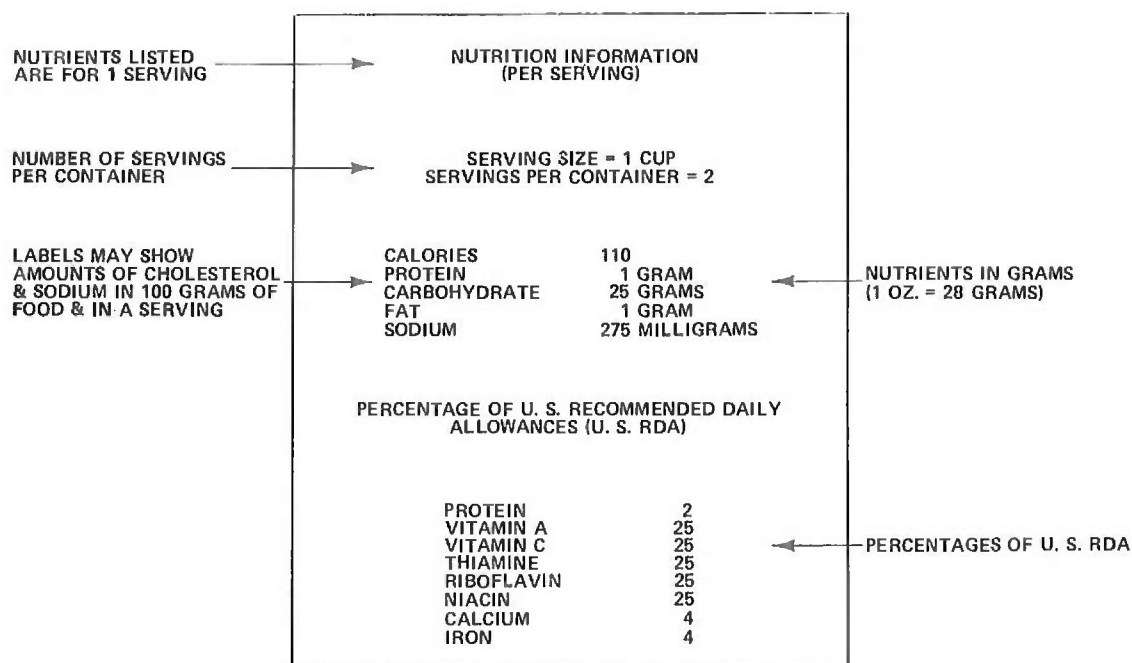 NUTRIENTS LISTED
ARE FOR 1 SERVING
NUTRITION INFORMATION
(PER SERVING)
NUMBER OF SERVINGS
PER CONTAINER
SERVING SIZE = 1 CUP
SERVINGS PER CONTAINER = 2
LABELS MAY SHOW
AMOUNTS OF CHOLESTEROL
& SODIUM IN 100 GRAMS OF
FOOD & IN A SERVING
CALORIES 110
PROTEIN 1 GRAM
CARBOHYDRATE 25 GRAMS
FAT 1 GRAM
SODIUM 275 MILLIGRAMS
NUTRIENTS IN GRAMS
(1 OZ. = 28 GRAMS)
PERCENTAGE OF U. S. RECOMMENDED DAILY
ALLOWANCES (U. S. RDA)
PROTEIN 2
VITAMIN A 25
VITAMIN C 25
THIAMINE 25
RIBOFLAVIN 25
NIACIN 25
CALCIUM 4
IRON 4
PERCENTAGES OF U. S. RDA